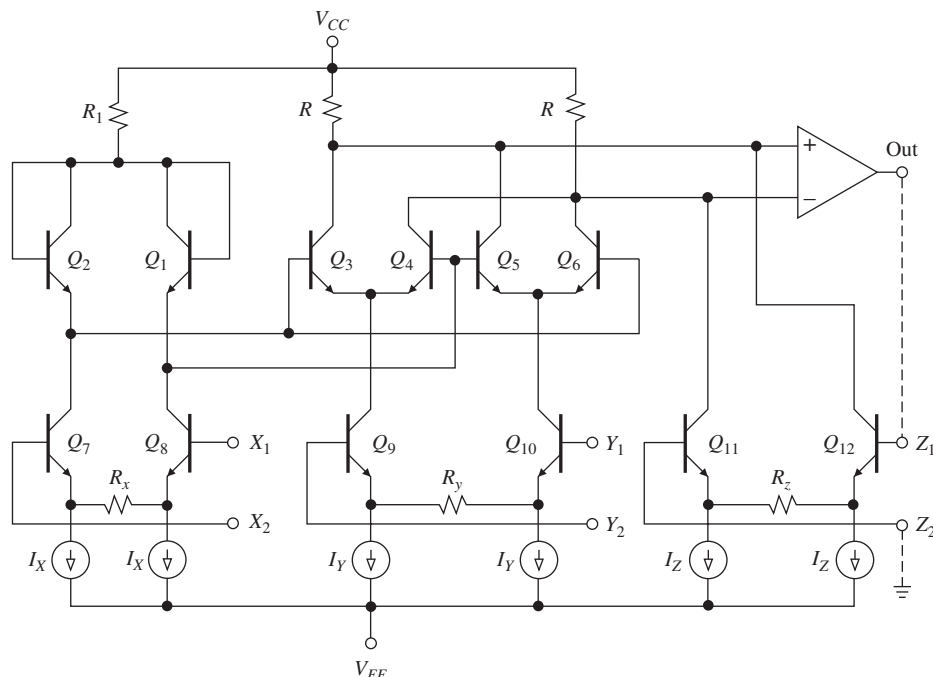 V_CC
R_1
R
R
+
Out
−
Q_2
Q_1
Q_3
Q_4
Q_5
Q_6
Q_7
Q_8
X_1
Q_9
Q_10
Y_1
Q_11
Q_12
Z_1
R_x
R_y
R_z
X_2
Y_2
Z_2
I_X
I_X
I_Y
I_Y
I_Z
I_Z
V_EE